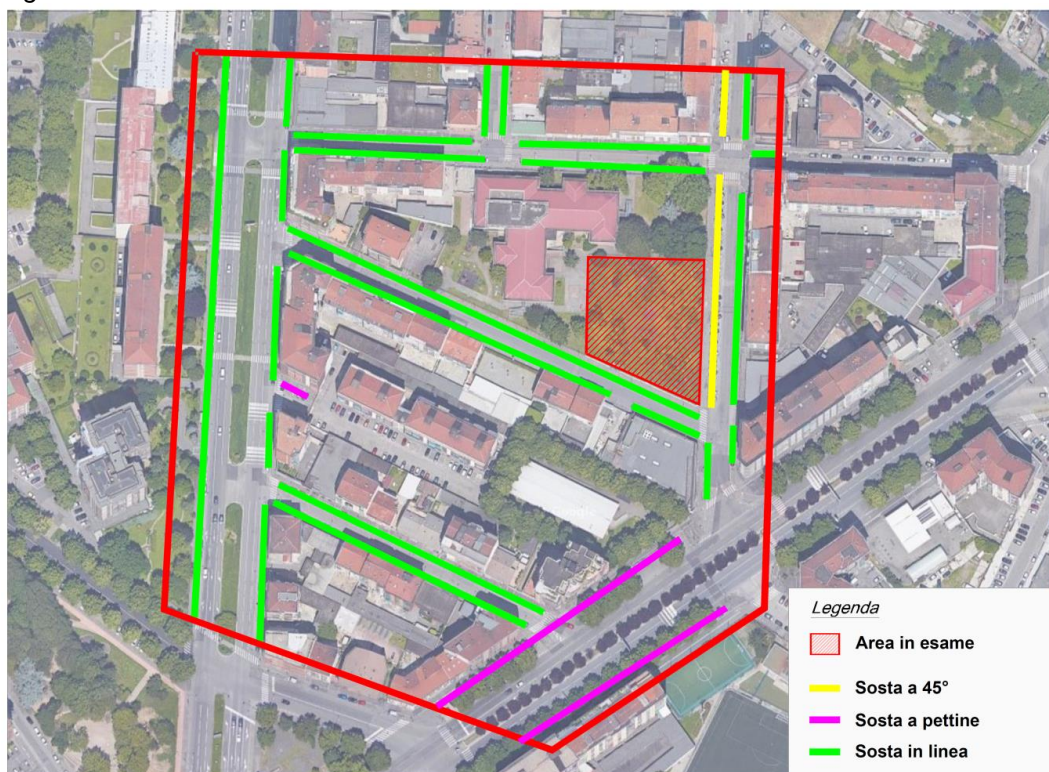 Legenda
Area in esame
Sosta a 45°
Sosta a pettine
Sosta in linea